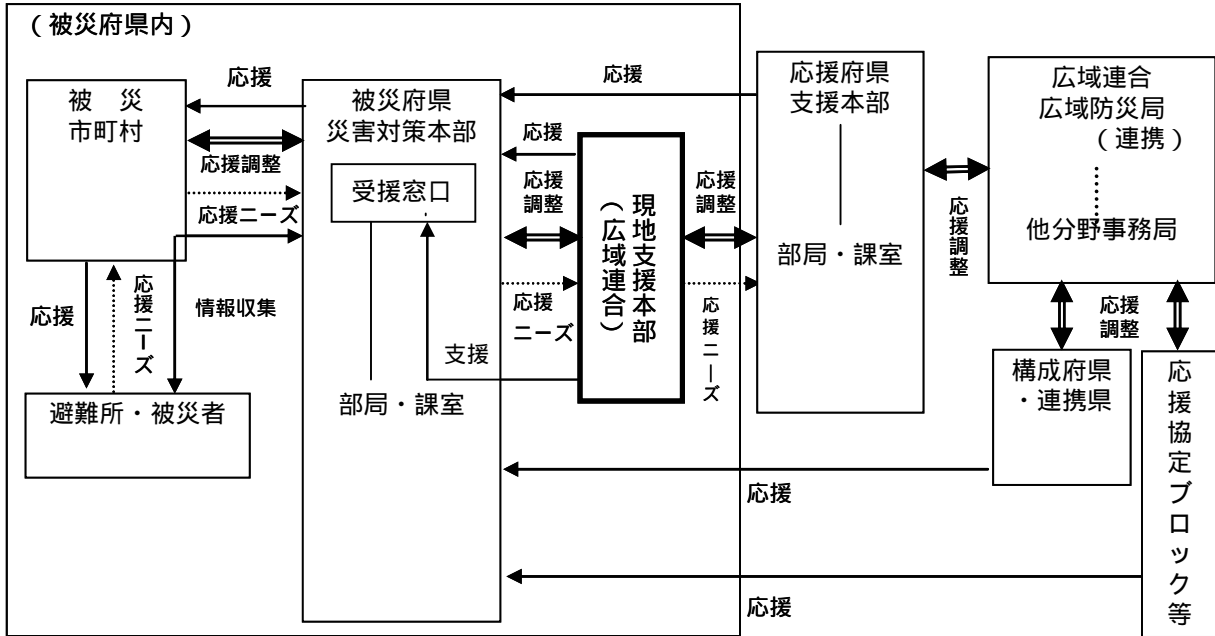 （被災府県内）
被　災
市町村
応援
応援調整
応援ニーズ
応援
応援ニーズ
情報収集
避難所・被災者
被災府県
災害対策本部
受援窓口
部局・課室
応援
応援
応援
調整
応援
ニーズ
支援
現地支援本部
（広域連合）
応援
調整
応援ニーズ
応援府県
支援本部
部局・課室
応援調整
広域連合
広域防災局
（連携）
他分野事務局
応援
調整
構成府県
・連携県
応援協定ブロック等
応援
応援